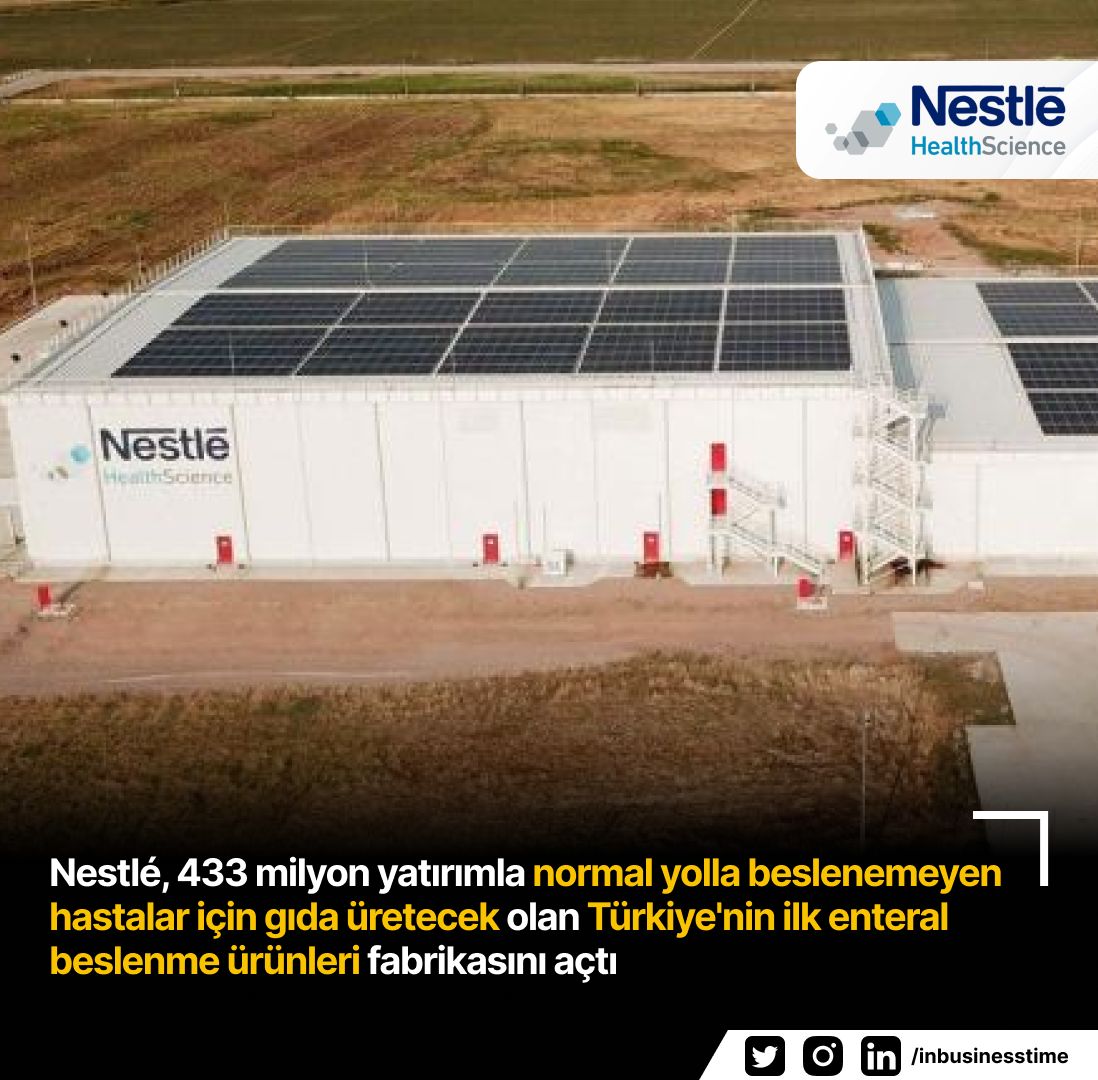 Nestlē
HealthScience
Nestlē
HealthScience
Nestlé, 433 milyon yatırımla normal yolla beslenemeyen
hastalar için gıda üretecek olan Türkiye'nin ilk enteral
beslenme ürünleri fabrikasını açtı
/inbusinesstime